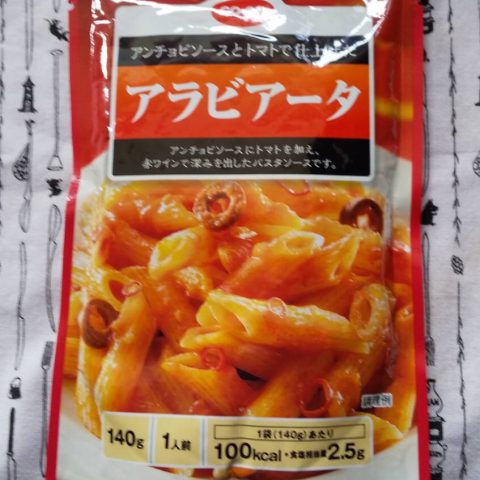 アンチョビソースとトマトで仕上げた
アラビアータ
アンチョビソースにトマトを加え、
赤ワインで深みを出したパスタソースです。
調理例
140g
1人前
1袋(140g)あたり
100kcal・食塩相当量2.5g